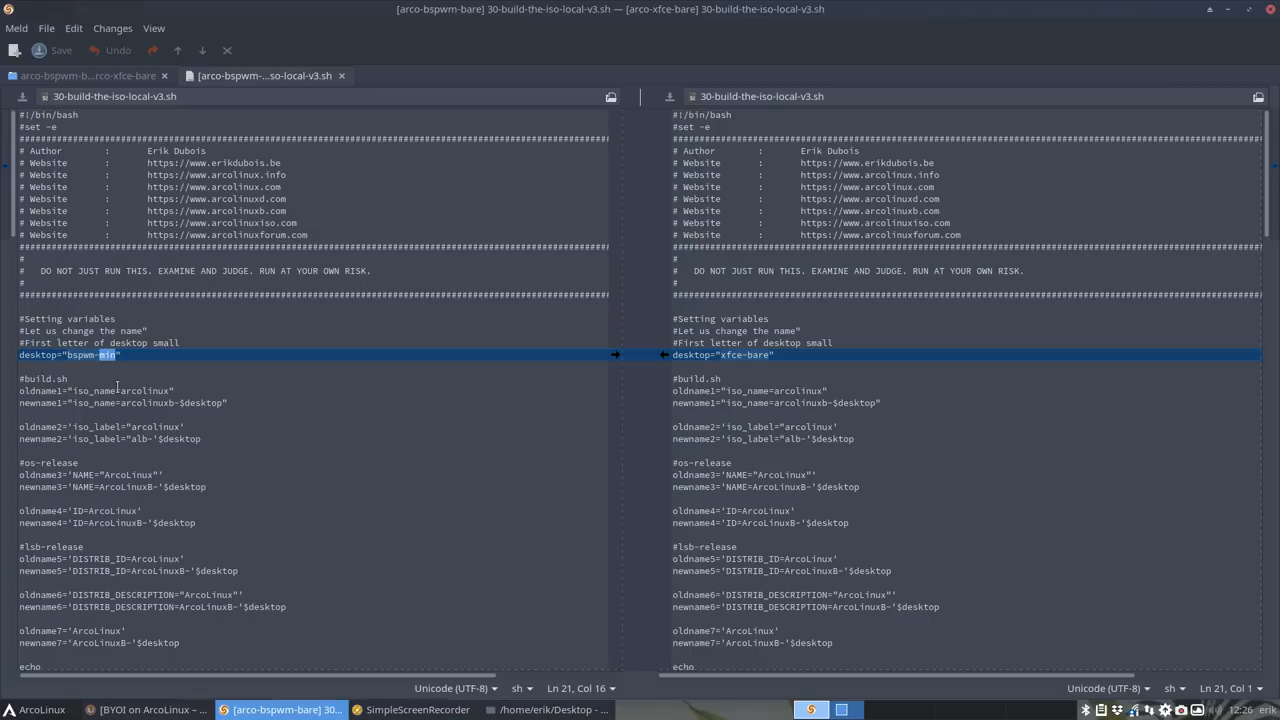 [arco-bspwm-bare] 30-build-the-iso-local-v3.sh — [arco-xfce-bare] 30-build-the-iso-local-v3.sh
Meld File Edit Changes View
Save Undo
arco-bspwm-b...rco-xfce-bare [arco-bspwm-...so-local-v3.sh
30-build-the-iso-local-v3.sh
#!/bin/bash
#set -e
# Author : Erik Dubois
# Website : https://www.erikdubois.be
# Website : https://www.arcolinux.info
# Website : https://www.arcolinux.com
# Website : https://www.arcolinuxd.com
# Website : https://www.arcolinuxb.com
# Website : https://www.arcolinuxiso.com
# Website : https://www.arcolinuxforum.com
#
# DO NOT JUST RUN THIS. EXAMINE AND JUDGE. RUN AT YOUR OWN RISK.
#
#Setting variables
#Let us change the name"
#First letter of desktop small
desktop="bspwm-min"
#build.sh
oldname1="iso_name=arcolinux"
newname1="iso_name=arcolinuxb-$desktop"
oldname2='iso_label="arcolinux'
newname2='iso_label="alb-'$desktop
#os-release
oldname3='NAME="ArcoLinux"'
newname3='NAME=ArcoLinuxB-'$desktop
oldname4='ID=ArcoLinux'
newname4='ID=ArcoLinuxB-'$desktop
#lsb-release
oldname5='DISTRIB_ID=ArcoLinux'
newname5='DISTRIB_ID=ArcoLinuxB-'$desktop
oldname6='DISTRIB_DESCRIPTION="ArcoLinux"'
newname6='DISTRIB_DESCRIPTION=ArcoLinuxB-'$desktop
oldname7='ArcoLinux'
newname7='ArcoLinuxB-'$desktop
echo
Unicode (UTF-8) sh Ln 21, Col 16
30-build-the-iso-local-v3.sh
#!/bin/bash
#set -e
# Author : Erik Dubois
# Website : https://www.erikdubois.be
# Website : https://www.arcolinux.info
# Website : https://www.arcolinux.com
# Website : https://www.arcolinuxd.com
# Website : https://www.arcolinuxb.com
# Website : https://www.arcolinuxiso.com
# Website : https://www.arcolinuxforum.com
#
# DO NOT JUST RUN THIS. EXAMINE AND JUDGE. RUN AT YOUR OWN RISK.
#
#Setting variables
#Let us change the name"
#First letter of desktop small
desktop="xfce-bare"
#build.sh
oldname1="iso_name=arcolinux"
newname1="iso_name=arcolinuxb-$desktop"
oldname2='iso_label="arcolinux'
newname2='iso_label="alb-'$desktop
#os-release
oldname3='NAME="ArcoLinux"'
newname3='NAME=ArcoLinuxB-'$desktop
oldname4='ID=ArcoLinux'
newname4='ID=ArcoLinuxB-'$desktop
#lsb-release
oldname5='DISTRIB_ID=ArcoLinux'
newname5='DISTRIB_ID=ArcoLinuxB-'$desktop
oldname6='DISTRIB_DESCRIPTION="ArcoLinux"'
newname6='DISTRIB_DESCRIPTION=ArcoLinuxB-'$desktop
oldname7='ArcoLinux'
newname7='ArcoLinuxB-'$desktop
echo
Unicode (UTF-8) sh Ln 21, Col 1
ArcoLinux [BYOI on ArcoLinux – ... [arco-bspwm-bare] 30... SimpleScreenRecorder /home/erik/Desktop - ... 12:26 erik